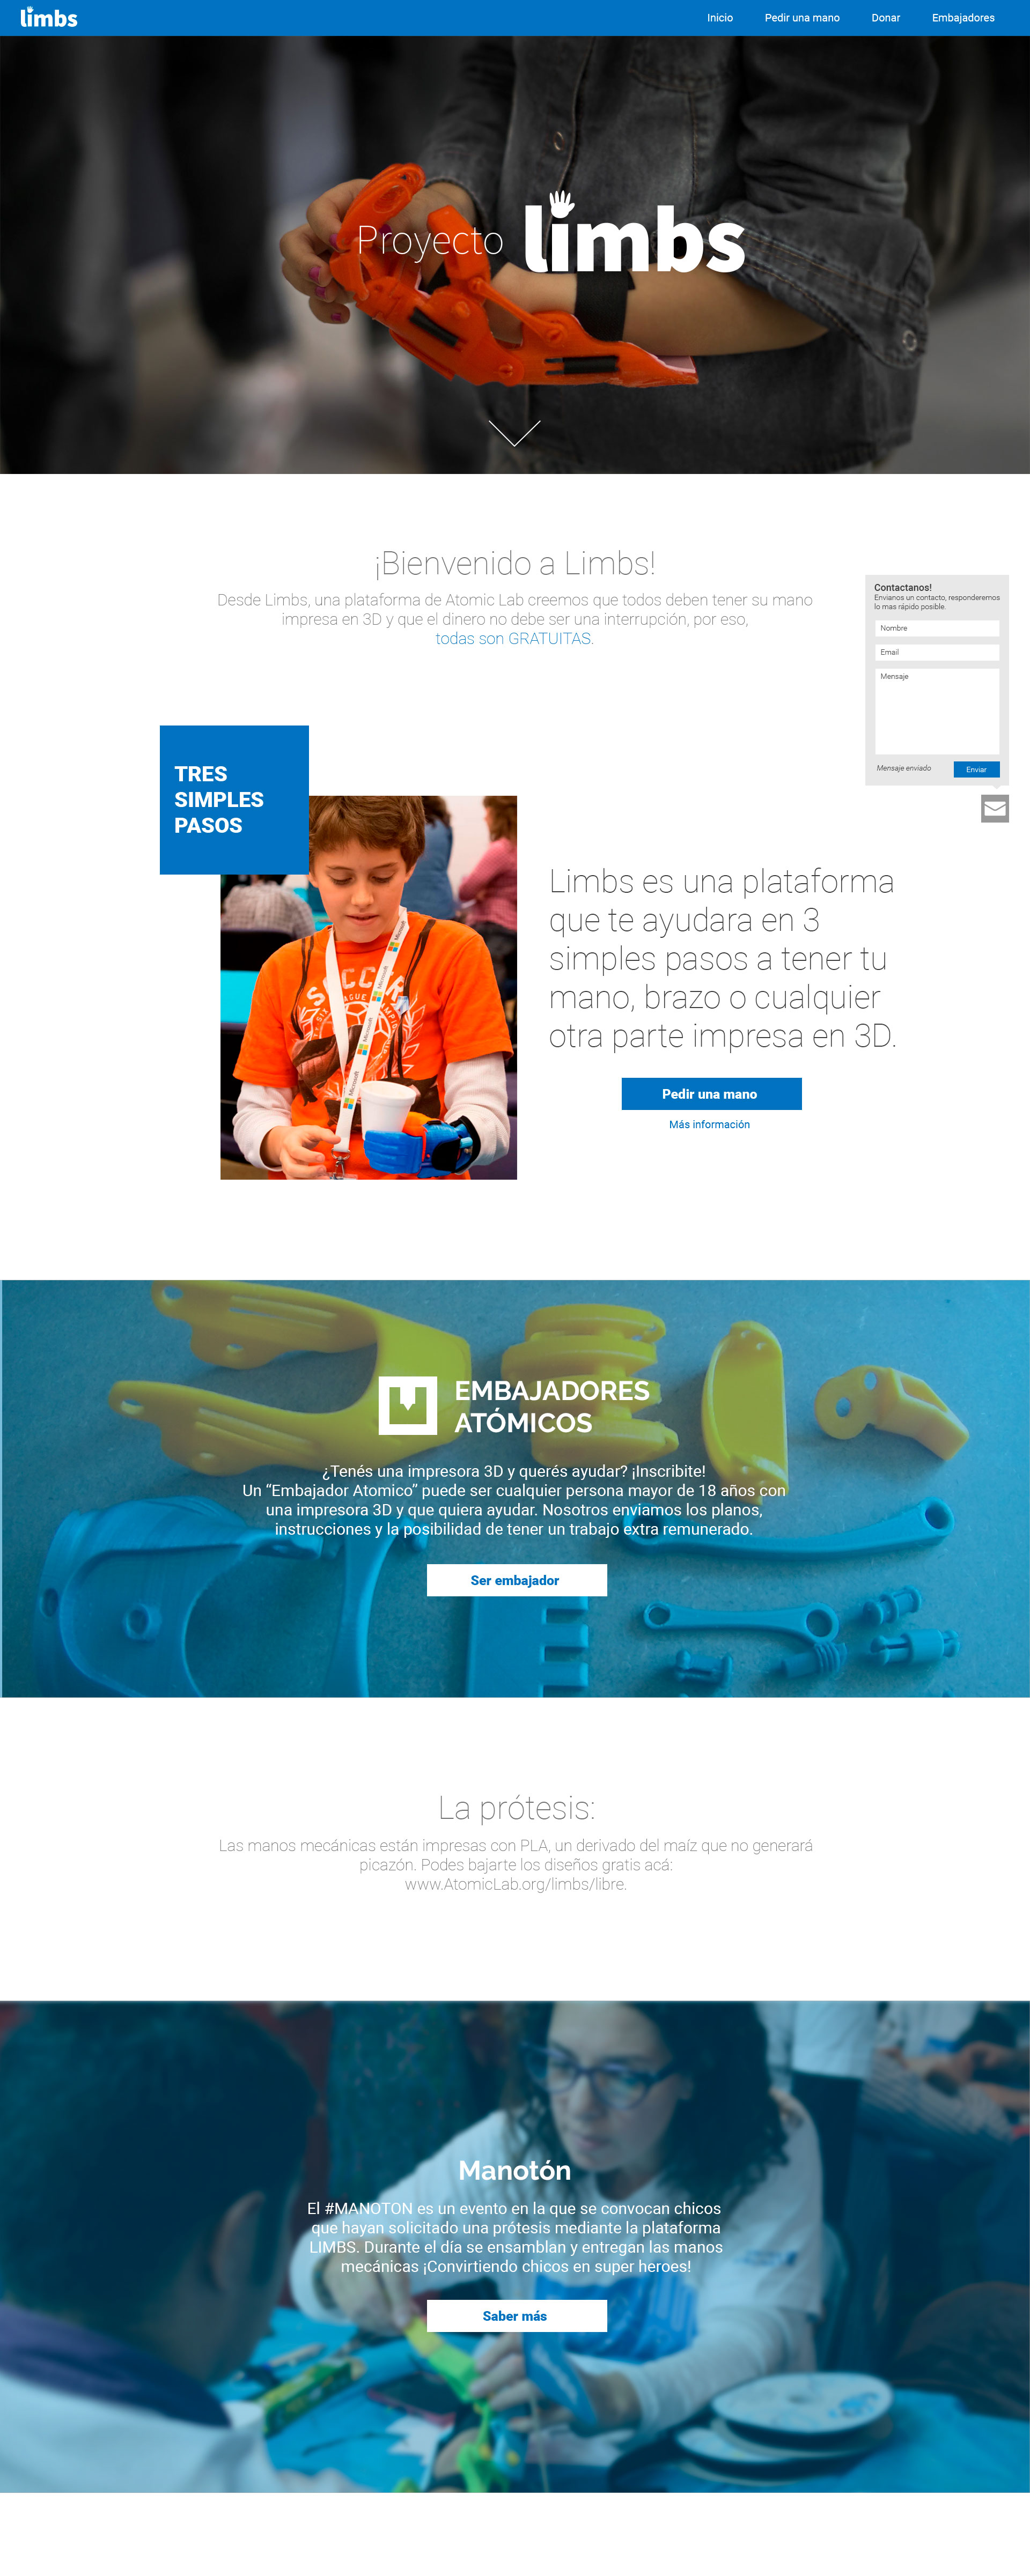 limbs
Inicio
Pedir una mano
Donar
Embajadores
Proyecto limbs
¡Bienvenido a Limbs!
Desde Limbs, una plataforma de Atomic Lab creemos que todos deben tener su mano
impresa en 3D y que el dinero no debe ser una interrupción, por eso,
todas son GRATUITAS.
Contactanos!
Envianos un contacto, responderemos
lo mas rápido posible.
Nombre
Email
Mensaje
Mensaje enviado
Enviar
TRES
SIMPLES
PASOS
SOCCER
LEAGUE
Microsoft
Microsoft
Microsoft
Limbs es una plataforma
que te ayudara en 3
simples pasos a tener tu
mano, brazo o cualquier
otra parte impresa en 3D.
Pedir una mano
Más información
EMBAJADORES
ATÓMICOS
¿Tenés una impresora 3D y querés ayudar? ¡Inscribite!
Un “Embajador Atomico” puede ser cualquier persona mayor de 18 años con
una impresora 3D y que quiera ayudar. Nosotros enviamos los planos,
instrucciones y la posibilidad de tener un trabajo extra remunerado.
Ser embajador
La prótesis:
Las manos mecánicas están impresas con PLA, un derivado del maíz que no generará
picazón. Podes bajarte los diseños gratis acá:
www.AtomicLab.org/limbs/libre.
Manotón
El #MANOTON es un evento en la que se convocan chicos
que hayan solicitado una prótesis mediante la plataforma
LIMBS. Durante el día se ensamblan y entregan las manos
mecánicas ¡Convirtiendo chicos en super heroes!
Saber más